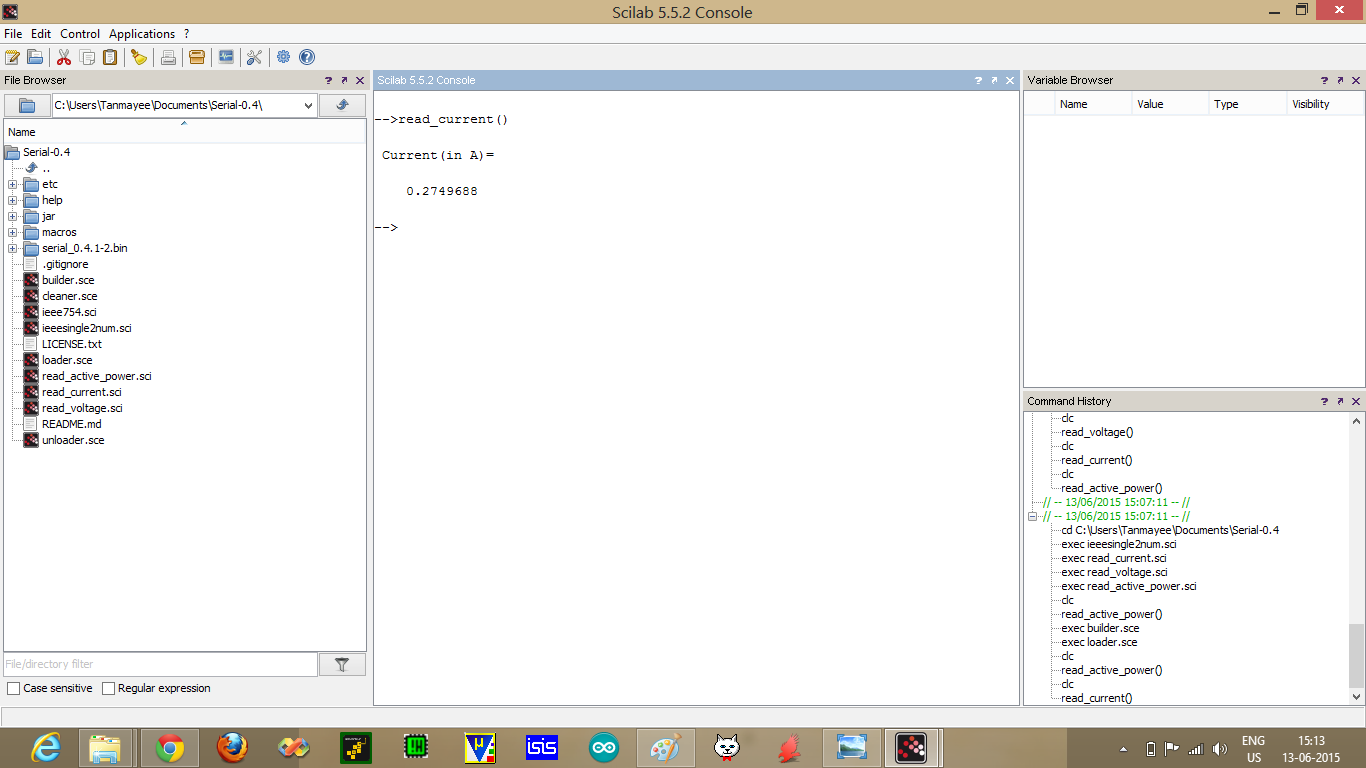 Scilab 5.5.2 Console
File Edit Control Applications ?
File Browser
C:\Users\Tanmayee\Documents\Serial-0.4\
Name
Serial-0.4
..
etc
help
jar
macros
serial_0.4.1-2.bin
.gitignore
builder.sce
cleaner.sce
ieee754.sci
ieeesingle2num.sci
LICENSE.txt
loader.sce
read_active_power.sci
read_current.sci
read_voltage.sci
README.md
unloader.sce
File/directory filter
Case sensitive Regular expression
Scilab 5.5.2 Console
-->read_current()
Current(in A)=
0.2749688
-->
Variable Browser
Name Value Type Visibility
Command History
clc
read_voltage()
clc
read_current()
clc
read_active_power()
// -- 13/06/2015 15:07:11 -- //
// -- 13/06/2015 15:07:11 -- //
cd C:\Users\Tanmayee\Documents\Serial-0.4
exec ieeesingle2num.sci
exec read_current.sci
exec read_voltage.sci
exec read_active_power.sci
clc
read_active_power()
exec builder.sce
exec loader.sce
clc
read_active_power()
clc
read_current()
isis
ENG 15:13
US 13-06-2015